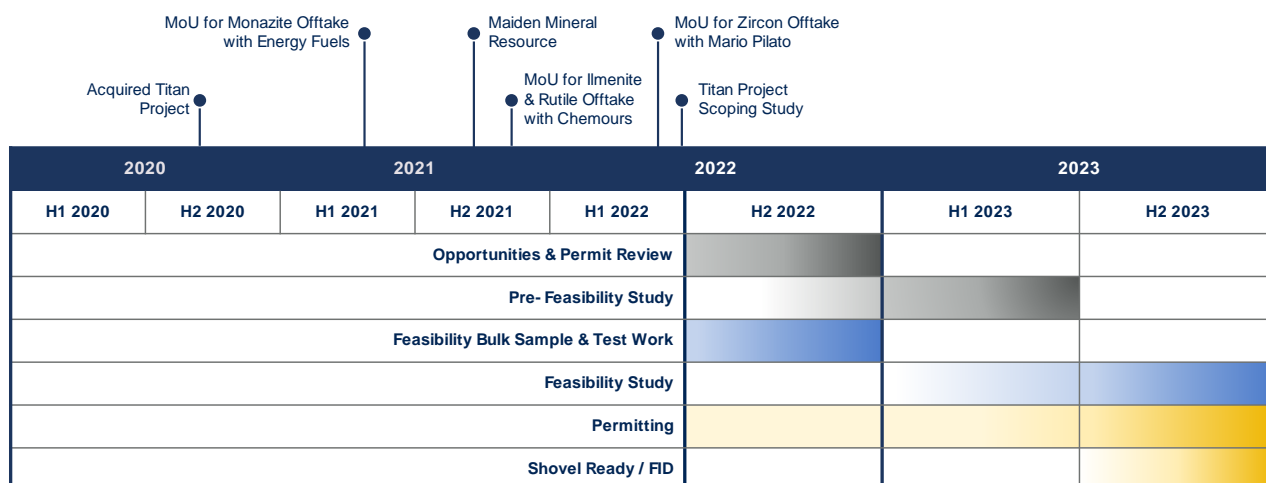 MoU for Monazite Offtake
with Energy Fuels
Maiden Mineral
Resource
MoU for Zircon Offtake
with Mario Pilato
Acquired Titan
Project
MoU for Ilmenite
& Rutile Offtake
with Chemours
Titan Project
Scoping Study
2020 2021 2022 2023
H1 2020 H2 2020 H1 2021 H2 2021 H1 2022 H2 2022 H1 2023 H2 2023
Opportunities & Permit Review
Pre- Feasibility Study
Feasibility Bulk Sample & Test Work
Feasibility Study
Permitting
Shovel Ready / FID